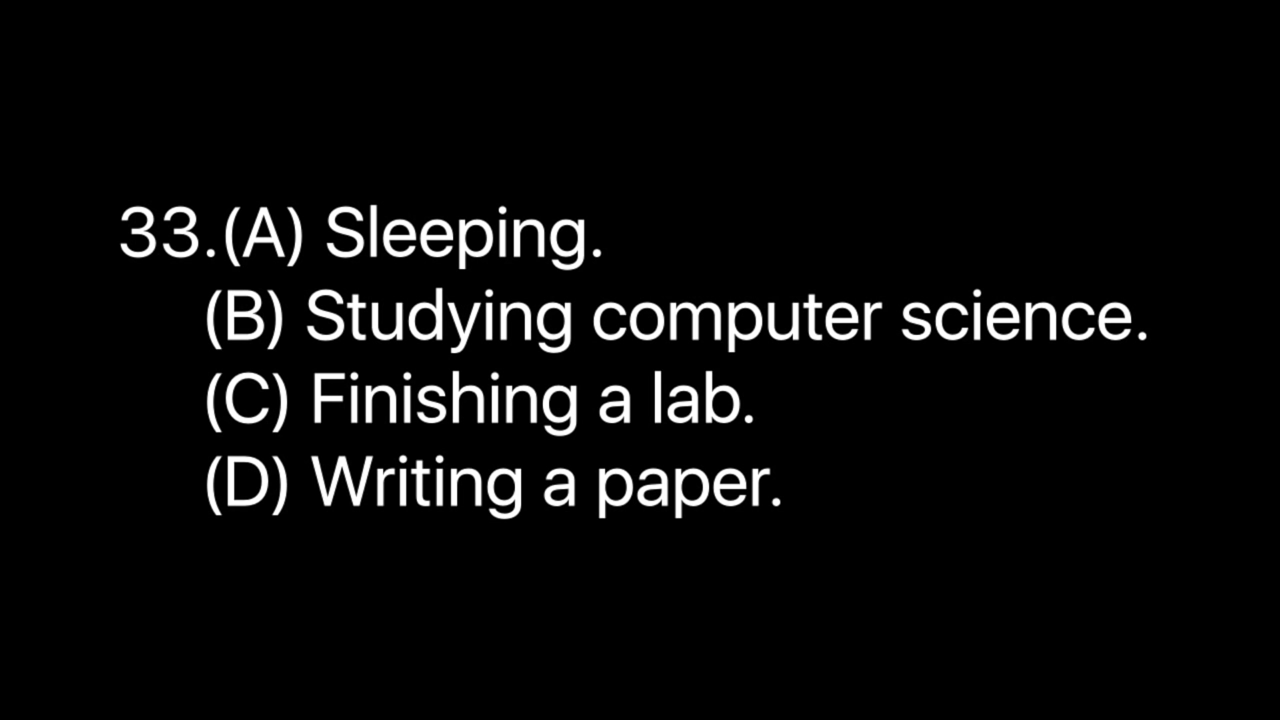 33.(A) Sleeping.
(B) Studying computer science.
(C) Finishing a lab.
(D) Writing a paper.